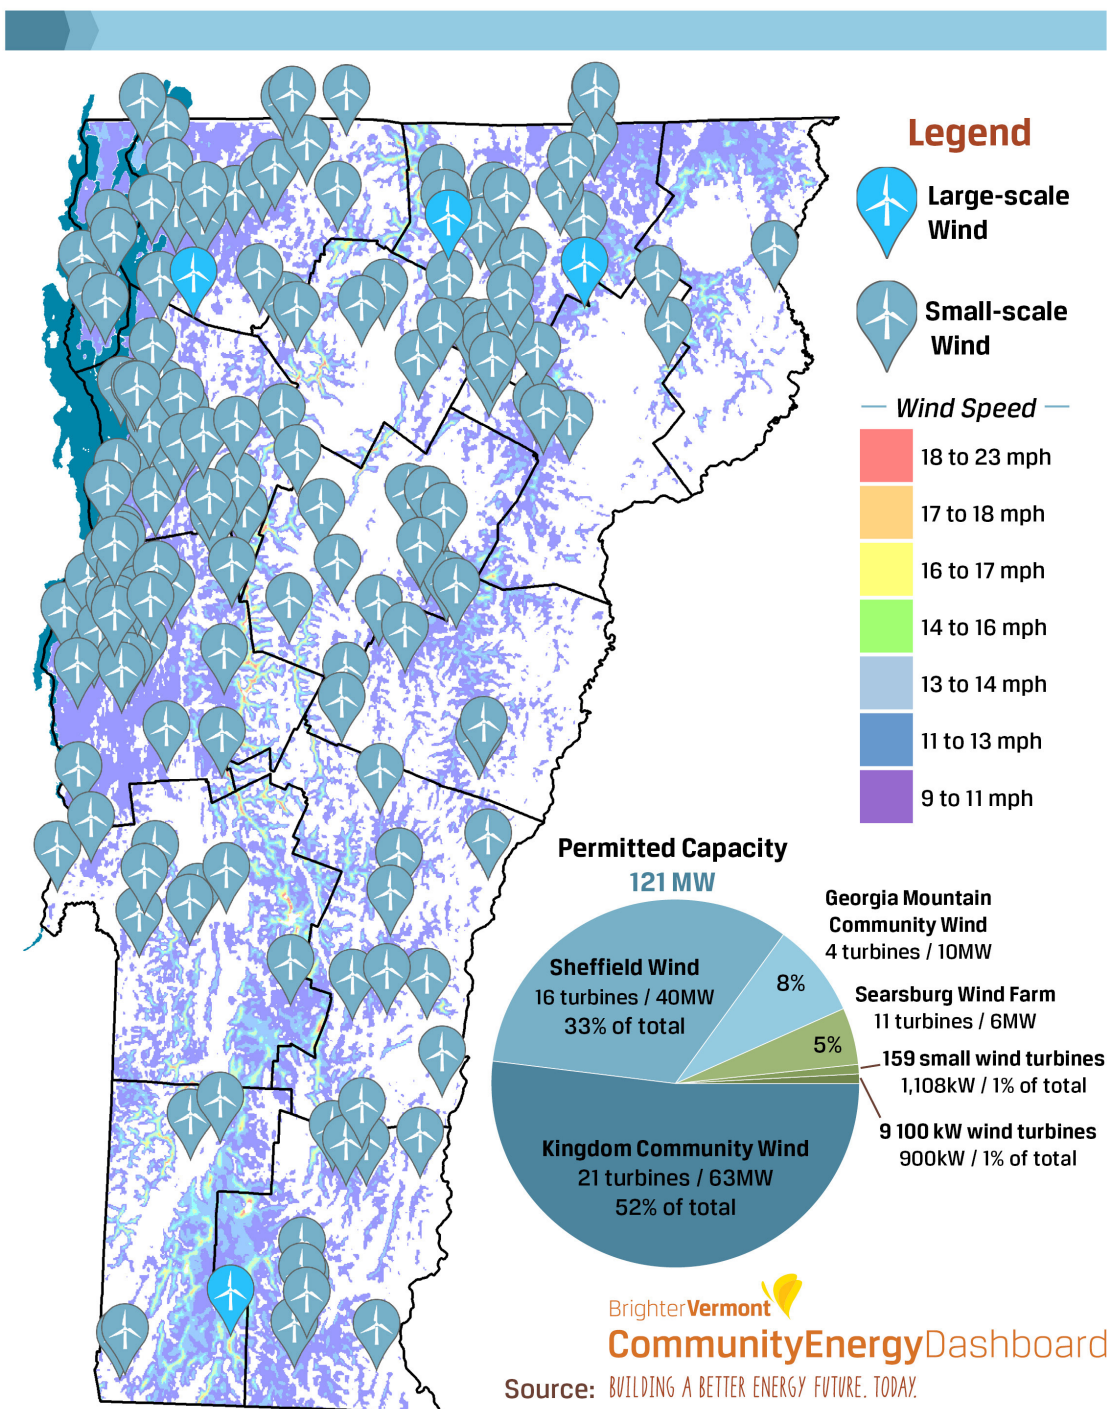 Legend
Large-scale
Wind
Small-scale
Wind
Wind Speed
18 to 23 mph
17 to 18 mph
16 to 17 mph
14 to 16 mph
13 to 14 mph
11 to 13 mph
9 to 11 mph
Permitted Capacity
121 MW
Georgia Mountain
Community Wind
4 turbines / 10MW
8%
Sheffield Wind
16 turbines / 40MW
33% of total
Searsburg Wind Farm
11 turbines / 6MW
5%
159 small wind turbines
1,108kW / 1% of total
9 100 kW wind turbines
900kW / 1% of total
Kingdom Community Wind
21 turbines / 63MW
52% of total
BrighterVermont
CommunityEnergyDashboard
Source: BUILDING A BETTER ENERGY FUTURE. TODAY.